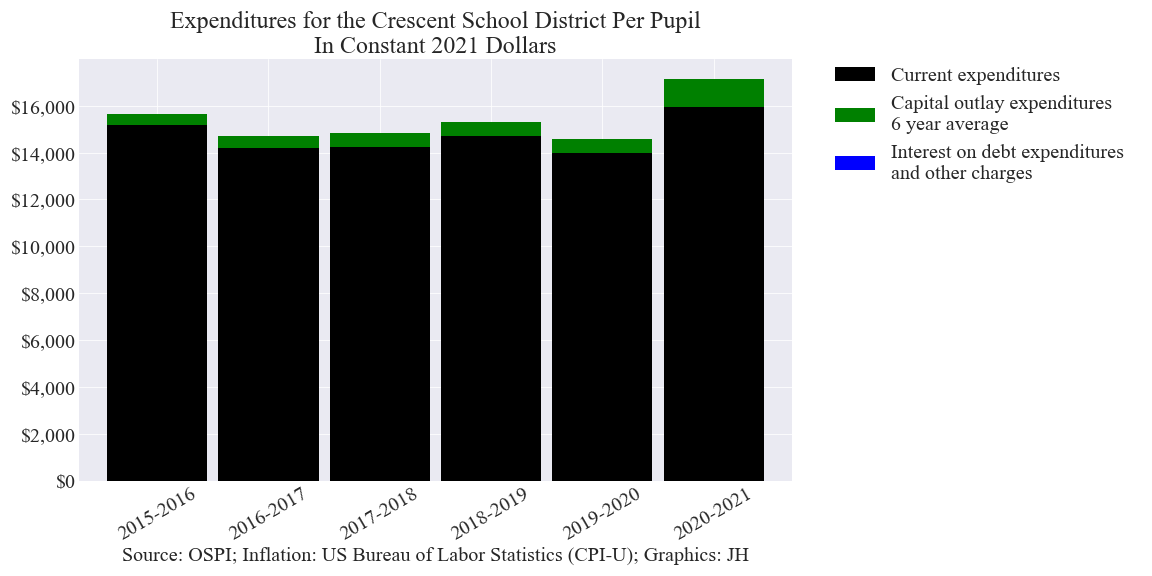 Expenditures for the Crescent School District Per Pupil
In Constant 2021 Dollars
Current expenditures
Capital outlay expenditures
6 year average
Interest on debt expenditures
and other charges
$16,000
$14,000
$12,000
$10,000
$8,000
$6,000
$4,000
$2,000
$0
2015-2016
2016-2017
2017-2018
2018-2019
2019-2020
2020-2021
Source: OSPI; Inflation: US Bureau of Labor Statistics (CPI-U); Graphics: JH